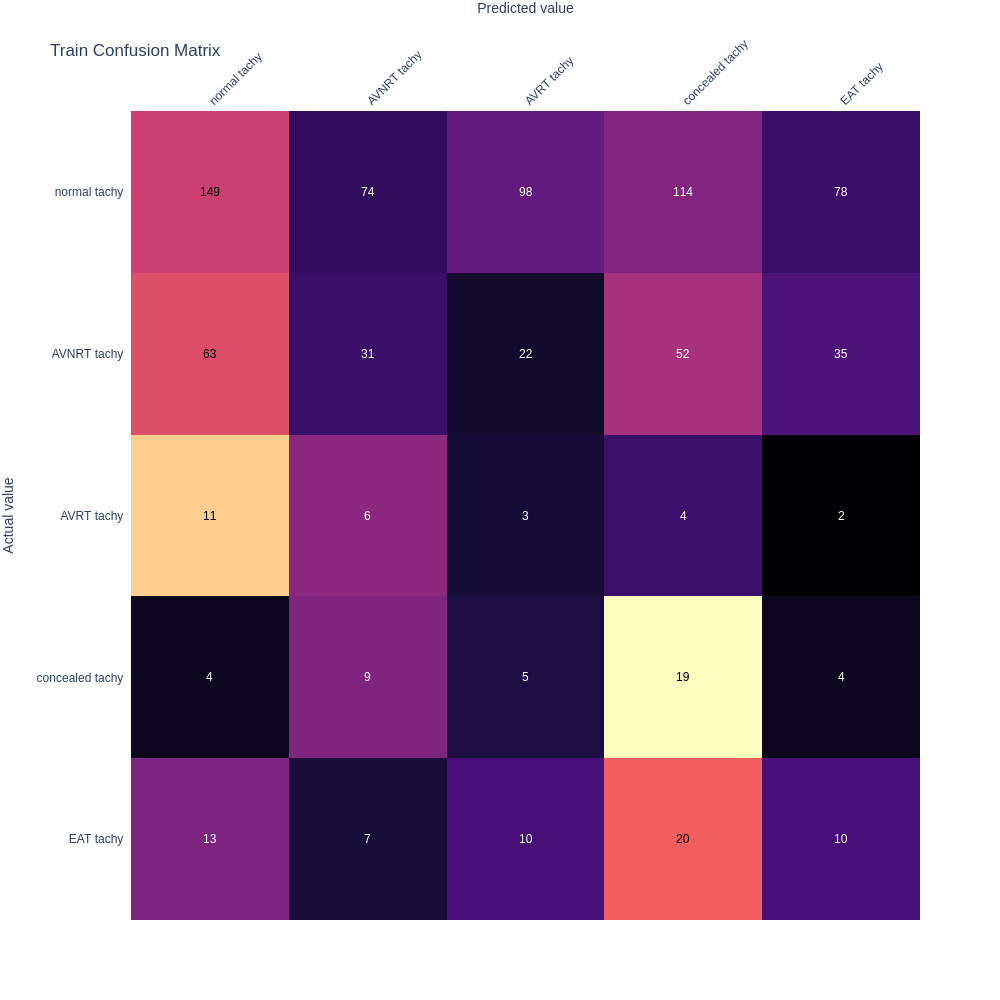 Predicted value
Train Confusion Matrix
normal tachy
AVNRT tachy
AVRT tachy
concealed tachy
EAT tachy
normal tachy 149 74 98 114 78
AVNRT tachy 63 31 22 52 35
AVRT tachy 11 6 3 4 2
concealed tachy 4 9 5 19 4
EAT tachy 13 7 10 20 10
Actual value